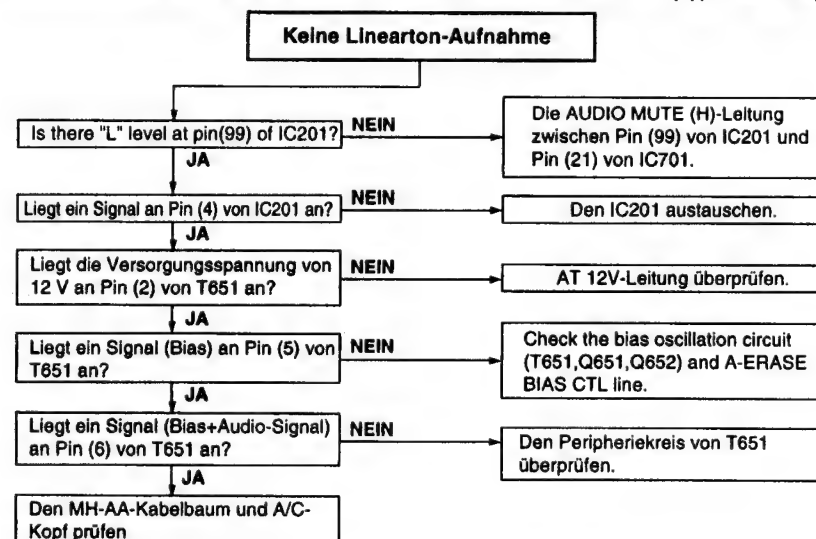 Keine Linearton-Aufnahme
Is there "L" level at pin(99) of IC201?
NEIN
Die AUDIO MUTE (H)-Leitung
zwischen Pin (99) von IC201 und
Pin (21) von IC701.
JA
Liegt ein Signal an Pin (4) von IC201 an?
NEIN
Den IC201 austauschen.
JA
Liegt die Versorgungsspannung von
12 V an Pin (2) von T651 an?
NEIN
AT 12V-Leitung überprüfen.
JA
Liegt ein Signal (Bias) an Pin (5) von
T651 an?
NEIN
Check the bias oscillation circuit
(T651,Q651,Q652) and A-ERASE
BIAS CTL line.
JA
Liegt ein Signal (Bias+Audio-Signal)
an Pin (6) von T651 an?
NEIN
Den Peripheriekreis von T651
überprüfen.
JA
Den MH-AA-Kabelbaum und A/C-
Kopf prüfen